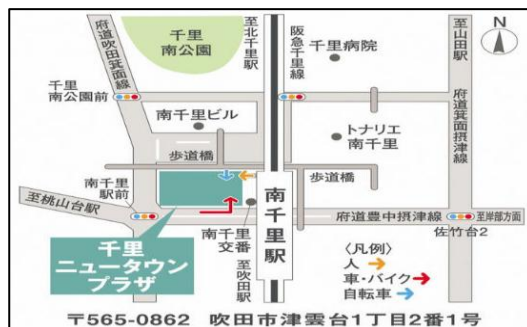 千里
南公園
至北千里駅
阪急千里線
千里病院
至山田駅
N
府道吹田箕面線
千里
南公園前
南千里ビル
トナリエ
南千里
府道箕面摂津線
歩道橋
歩道橋
南千里
駅前
至桃山台駅
南千里駅
府道豊中摂津線
至岸部方面
佐竹台2
千里
ニュータウン
プラザ
南千里
交番
至吹田駅
〈凡例〉
人
車・バイク
自転車
〒565-0862 吹田市津雲台1丁目2番1号